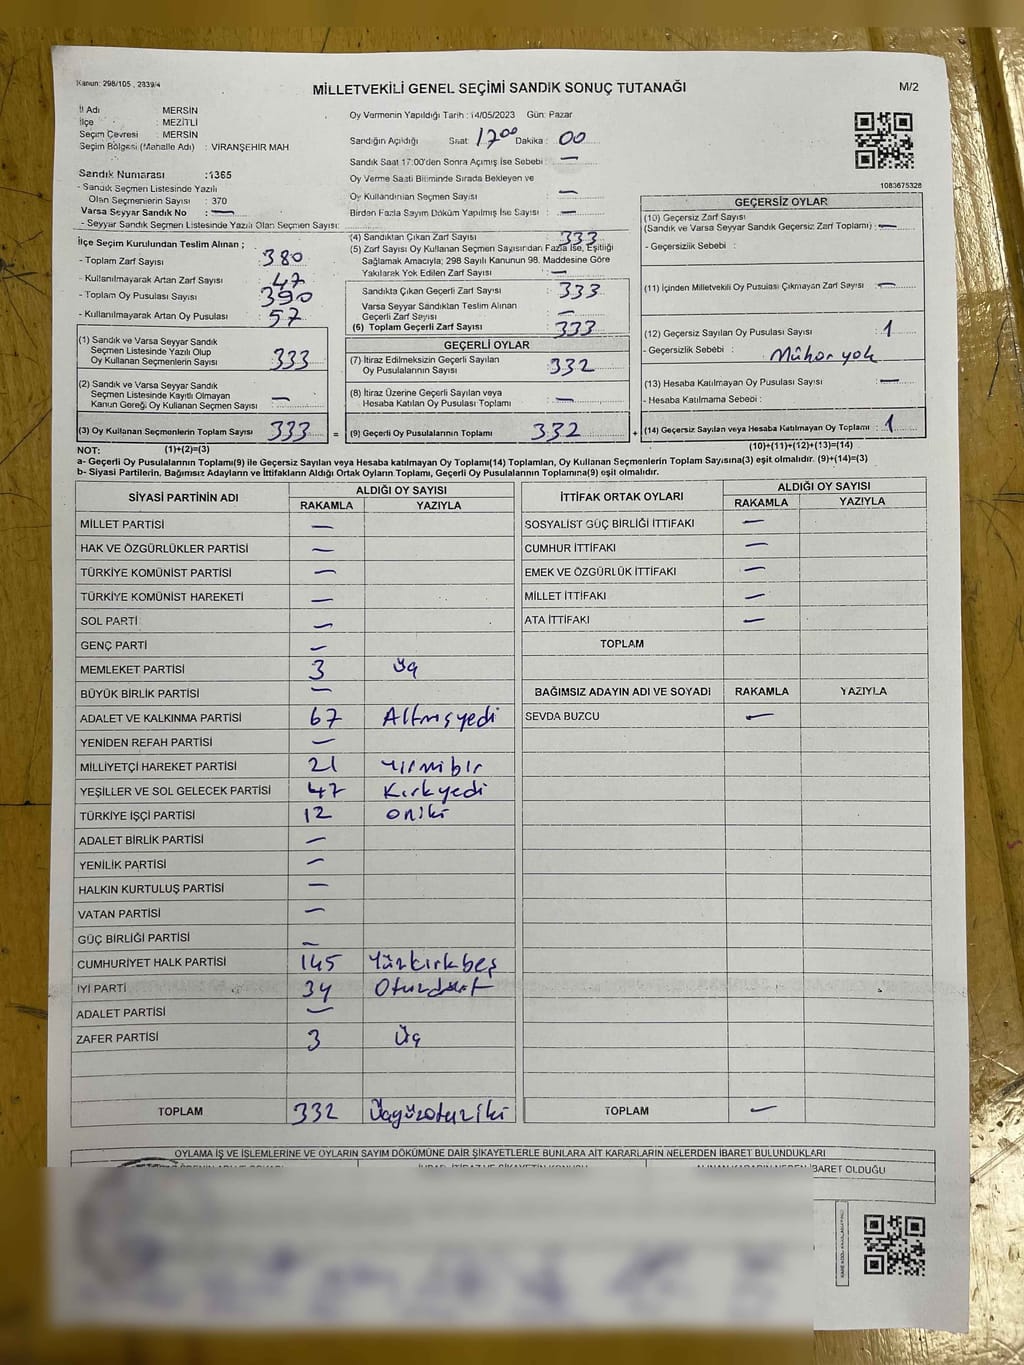 Kanun: 298/105 , 2839/4
MİLLETVEKİLİ GENEL SEÇİMİ SANDIK SONUÇ TUTANAĞI
M/2
İl Adı : MERSİN
İlçe : MEZİTLİ
Seçim Çevresi : MERSİN
Seçim Bölgesi (Mahalle Adı) : VİRANŞEHİR MAH
Sandık Numarası :1365
- Sandık Seçmen Listesinde Yazılı
Olan Seçmenlerin Sayısı : 370
Varsa Seyyar Sandık No : —
- Seyyar Sandık Seçmen Listesinde Yazılı Olan Seçmen Sayısı:
Oy Vermenin Yapıldığı Tarih : 14/05/2023 Gün: Pazar
Sandığın Açıldığı Saat : 17 00 Dakika : 00
Sandık Saat 17:00'den Sonra Açımış İse Sebebi : —
Oy Verme Saati Bitiminde Sırada Bekleyen ve
Oy Kullandırılan Seçmen Sayısı : —
Birden Fazla Sayım Döküm Yapılmış İse Sayısı : —
1083675328
İlçe Seçim Kurulundan Teslim Alınan ;
- Toplam Zarf Sayısı : 380
- Kullanılmayarak Artan Zarf Sayısı : 47
- Toplam Oy Pusulası Sayısı : 390
- Kullanılmayarak Artan Oy Pusulası : 57
(1) Sandık ve Varsa Seyyar Sandık
Seçmen Listesinde Yazılı Olup
Oy Kullanan Seçmenlerin Sayısı : 333
(2) Sandık ve Varsa Seyyar Sandık
Seçmen Listesinde Kayıtlı Olmayan
Kanun Gereği Oy Kullanan Seçmen Sayısı : —
(3) Oy Kullanan Seçmenlerin Toplam Sayısı : 333
(4) Sandıktan Çıkan Zarf Sayısı : 333
(5) Zarf Sayısı Oy Kullanan Seçmen Sayısından Fazla İse, Eşitliği
Sağlamak Amacıyla; 298 Sayılı Kanunun 98. Maddesine Göre
Yakılarak Yok Edilen Zarf Sayısı : —
Sandıkta Çıkan Geçerli Zarf Sayısı : 333
Varsa Seyyar Sandıktan Teslim Alınan
Geçerli Zarf Sayısı : —
(6) Toplam Geçerli Zarf Sayısı : 333
GEÇERLİ OYLAR
(7) İtiraz Edilmeksizin Geçerli Sayılan
Oy Pusulalarının Sayısı : 332
(8) İtiraz Üzerine Geçerli Sayılan veya
Hesaba Katılan Oy Pusulası Toplamı : —
= (9) Geçerli Oy Pusulalarının Toplamı : 332
GEÇERSİZ OYLAR
(10) Geçersiz Zarf Sayısı
(Sandık ve Varsa Seyyar Sandık Geçersiz Zarf Toplamı) : —
- Geçersizlik Sebebi :
(11) İçinden Milletvekili Oy Pusulası Çıkmayan Zarf Sayısı : —
(12) Geçersiz Sayılan Oy Pusulası Sayısı : 1
- Geçersizlik Sebebi : Mühür yok
(13) Hesaba Katılmayan Oy Pusulası Sayısı : —
- Hesaba Katılmama Sebebi :
+ (14) Geçersiz Sayılan veya Hesaba Katılmayan Oy Toplamı : 1
NOT: (1)+(2)=(3)
(10)+(11)+(12)+(13)=(14)
a- Geçerli Oy Pusulalarının Toplamı(9) ile Geçersiz Sayılan veya Hesaba katılmayan Oy Toplamı(14) Toplamları, Oy Kullanan Seçmenlerin Toplam Sayısına(3) eşit olmalıdır. (9)+(14)=(3)
b- Siyasi Partilerin, Bağımsız Adayların ve İttifakların Aldığı Ortak Oyların Toplamı, Geçerli Oy Pusulalarının Toplamına(9) eşit olmalıdır.
SİYASİ PARTİNİN ADI ALDIĞI OY SAYISI
RAKAMLA YAZIYLA
MİLLET PARTİSİ —
HAK VE ÖZGÜRLÜKLER PARTİSİ —
TÜRKİYE KOMÜNİST PARTİSİ —
TÜRKİYE KOMÜNİST HAREKETİ —
SOL PARTİ —
GENÇ PARTİ —
MEMLEKET PARTİSİ 3 Üç
BÜYÜK BİRLİK PARTİSİ —
ADALET VE KALKINMA PARTİSİ 67 Altmışyedi
YENİDEN REFAH PARTİSİ —
MİLLİYETÇİ HAREKET PARTİSİ 21 Yirmibir
YEŞİLLER VE SOL GELECEK PARTİSİ 47 Kırkyedi
TÜRKİYE İŞÇİ PARTİSİ 12 oniki
ADALET BİRLİK PARTİSİ —
YENİLİK PARTİSİ —
HALKIN KURTULUŞ PARTİSİ —
VATAN PARTİSİ —
GÜÇ BİRLİĞİ PARTİSİ —
CUMHURİYET HALK PARTİSİ 145 Yüzkırkbeş
İYİ PARTİ 34 Otuzdört
ADALET PARTİSİ —
ZAFER PARTİSİ 3 Üç
TOPLAM 332 Üçyüzotuziki
İTTİFAK ORTAK OYLARI ALDIĞI OY SAYISI
RAKAMLA YAZIYLA
SOSYALİST GÜÇ BİRLİĞİ İTTİFAKI —
CUMHUR İTTİFAKI —
EMEK VE ÖZGÜRLÜK İTTİFAKI —
MİLLET İTTİFAKI —
ATA İTTİFAKI —
TOPLAM
BAĞIMSIZ ADAYIN ADI VE SOYADI RAKAMLA YAZIYLA
SEVDA BUZCU —
TOPLAM —
OYLAMA İŞ VE İŞLEMLERİNE VE OYLARIN SAYIM DÖKÜMÜNE DAİR ŞİKAYETLERLE BUNLARA AİT KARARLARIN NELERDEN İBARET BULUNDUKLARI
İBARET OLDUĞU